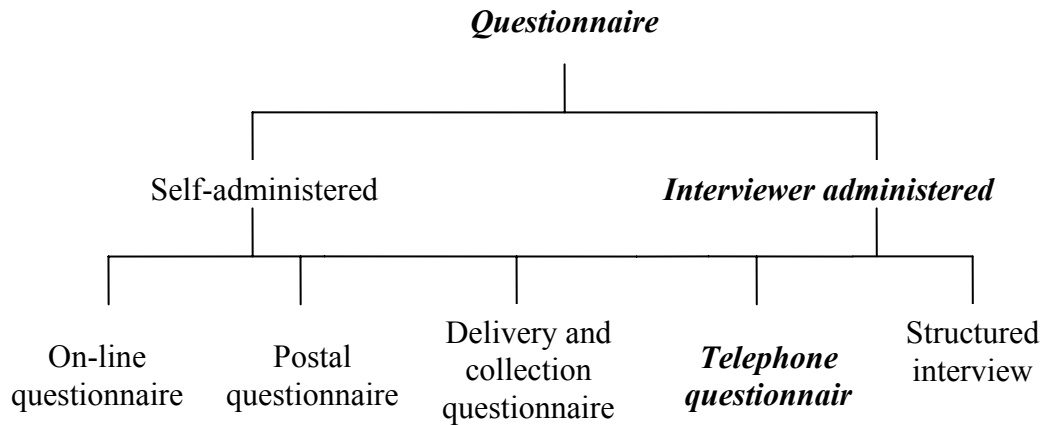 Questionnaire
Self-administered
Interviewer administered
On-line
questionnaire
Postal
questionnaire
Delivery and
collection
questionnaire
Telephone
questionnair
Structured
interview